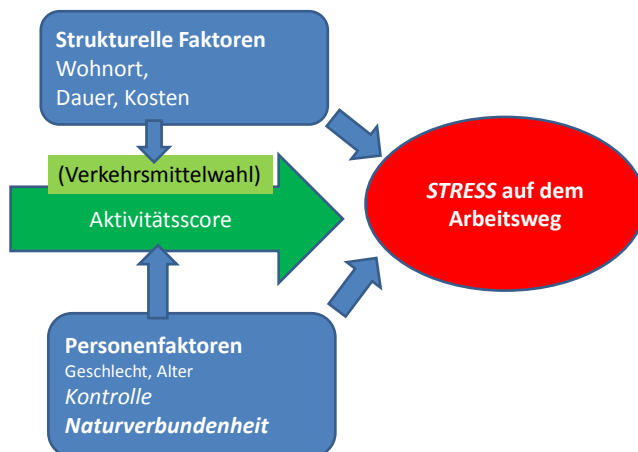 Strukturelle Faktoren
Wohnort,
Dauer, Kosten
(Verkehrsmittelwahl)
Aktivitätsscore
STRESS auf dem
Arbeitsweg
Personenfaktoren
Geschlecht, Alter
Kontrolle
Naturverbundenheit